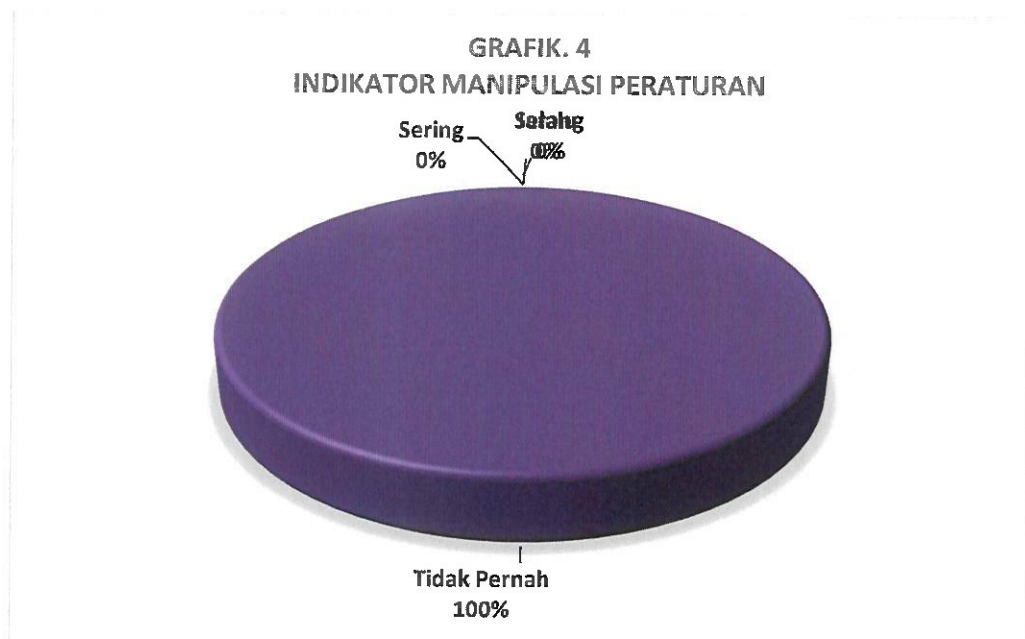 GRAFIK. 4
INDIKATOR MANIPULASI PERATURAN
Sering
0%
Tidak Pernah
100%